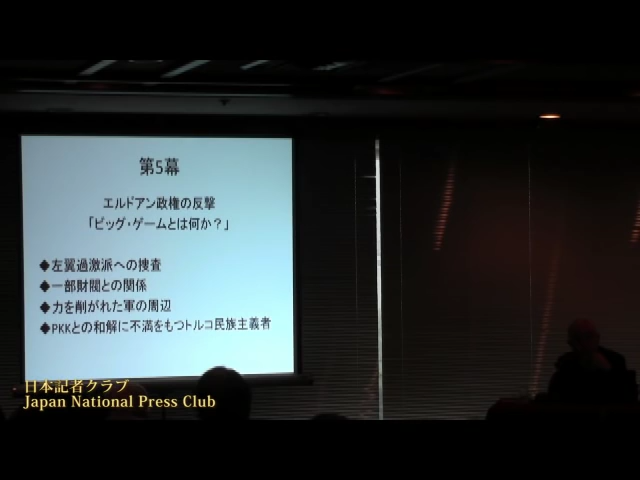 第5幕
エルドアン政権の反撃
「ビッグ・ゲームとは何か？」
◆左翼過激派への捜査
◆一部財閥との関係
◆力を削がれた軍の周辺
◆PKKとの和解に不満をもつトルコ民族主義者
日本記者クラブ
Japan National Press Club